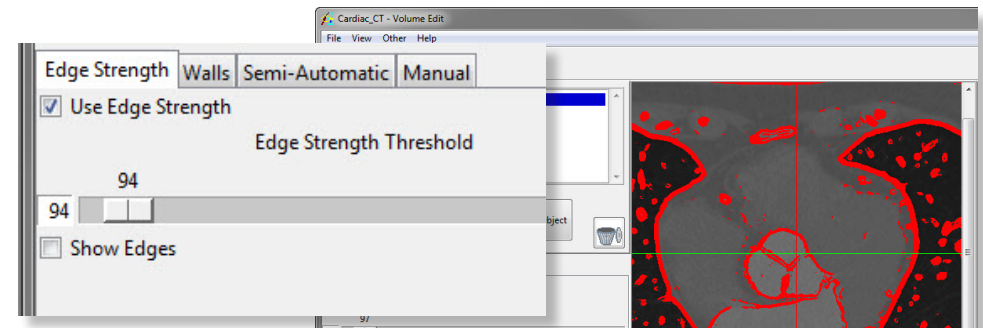 Cardiac_CT - Volume Edit
File View Other Help
Edge Strength Walls Semi-Automatic Manual
Use Edge Strength
Edge Strength Threshold
94
94
Show Edges
bject
97